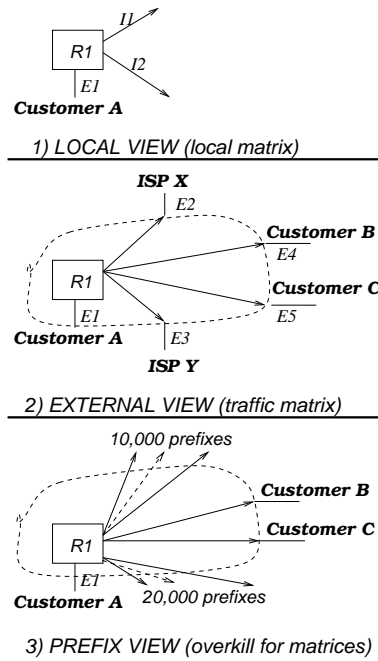 I1
R1
I2
E1
Customer A
1) LOCAL VIEW (local matrix)
ISP X
E2
Customer B
E4
R1
Customer C
E1
E5
Customer A
E3
ISP Y
2) EXTERNAL VIEW (traffic matrix)
10,000 prefixes
Customer B
Customer C
R1
E1
Customer A
20,000 prefixes
3) PREFIX VIEW (overkill for matrices)